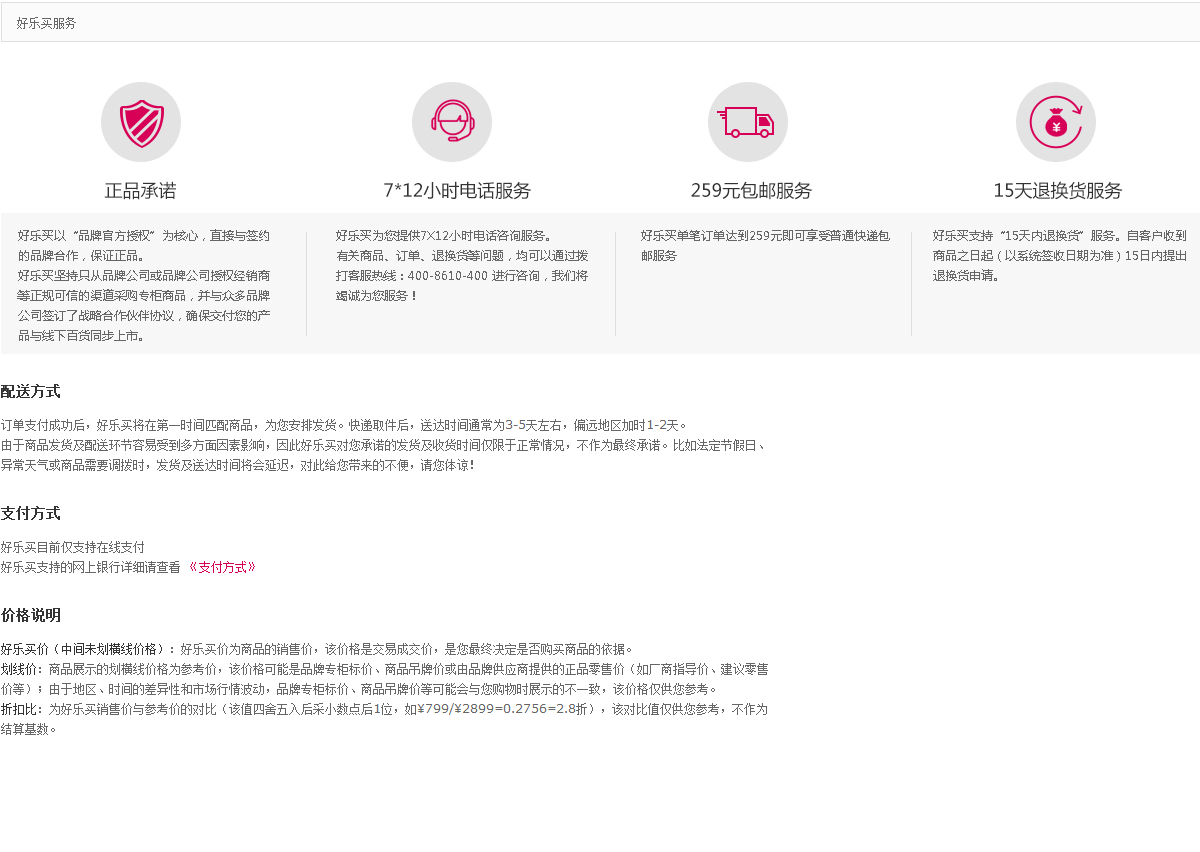 好乐买服务
正品承诺
7*12小时电话服务
259元包邮服务
15天退换货服务
好乐买以“品牌官方授权”为核心，直接与签约
的品牌合作，保证正品。
好乐买坚持只从品牌公司或品牌公司授权经销商
等正规可信的渠道采购专柜商品，并与众多品牌
公司签订了战略合作伙伴协议，确保交付您的产
品与线下百货同步上市。
好乐买为您提供7×12小时电话咨询服务。
有关商品、订单、退换货等问题，均可以通过拨
打客服热线：400-8610-400 进行咨询，我们将
竭诚为您服务！
好乐买单笔订单达到259元即可享受普通快递包
邮服务
好乐买支持“15天内退换货”服务。自客户收到
商品之日起（以系统签收日期为准）15日内提出
退换货申请。
配送方式
订单支付成功后，好乐买将在第一时间匹配商品，为您安排发货。快递取件后，送达时间通常为3-5天左右，偏远地区加时1-2天。
由于商品发货及配送环节容易受到多方面因素影响，因此好乐买对您承诺的发货及收货时间仅限于正常情况，不作为最终承诺。比如法定节假日、
异常天气或商品需要调拨时，发货及送达时间将会延迟，对此给您带来的不便，请您体谅！
支付方式
好乐买目前仅支持在线支付
好乐买支持的网上银行详细请查看 《支付方式》
价格说明
好乐买价（中间未划横线价格）：好乐买价为商品的销售价，该价格是交易成交价，是您最终决定是否购买商品的依据。
划线价：商品展示的划横线价格为参考价，该价格可能是品牌专柜标价、商品吊牌价或由品牌供应商提供的正品零售价（如厂商指导价、建议零售
价等）；由于地区、时间的差异性和市场行情波动，品牌专柜标价、商品吊牌价等可能会与您购物时展示的不一致，该价格仅供您参考。
折扣比：为好乐买销售价与参考价的对比（该值四舍五入后采小数点后1位，如¥799/¥2899=0.2756=2.8折），该对比值仅供您参考，不作为
结算基数。